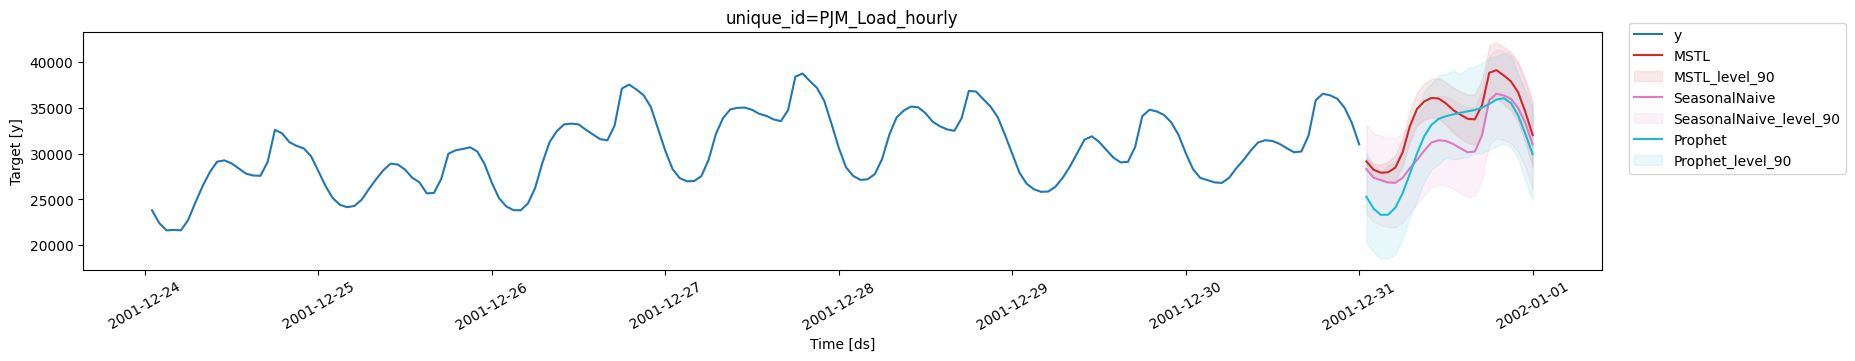 unique_id=PJM_Load_hourly
Target [y]
40000
35000
30000
25000
20000
2001-12-24
2001-12-25
2001-12-26
2001-12-27
2001-12-28
2001-12-29
2001-12-30
2001-12-31
2002-01-01
Time [ds]
y
MSTL
MSTL_level_90
SeasonalNaive
SeasonalNaive_level_90
Prophet
Prophet_level_90